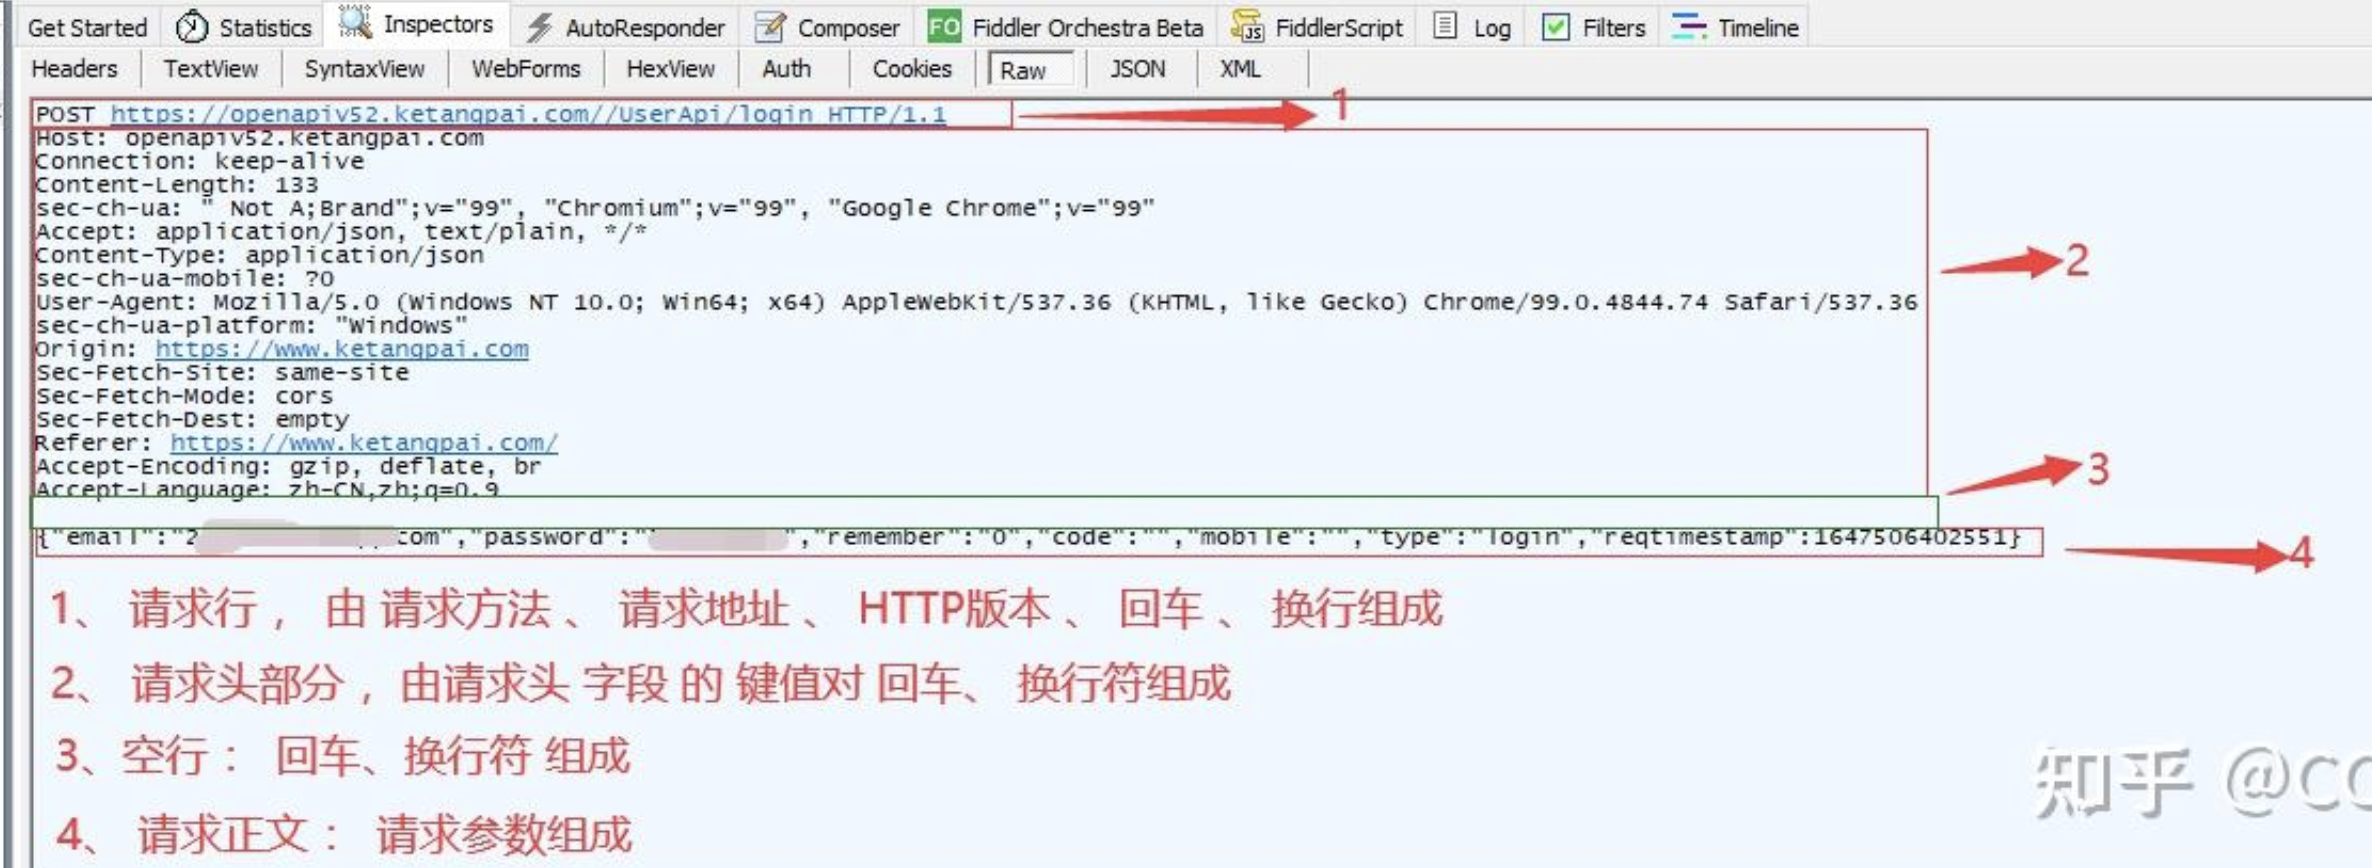 Get Started Statistics Inspectors AutoResponder Composer FO Fiddler Orchestra Beta FiddlerScript Log Filters Timeline
Headers TextView SyntaxView WebForms HexView Auth Cookies Raw JSON XML
POST https://openapiv52.ketangpai.com//UserApi/login HTTP/1.1 1
Host: openapiv52.ketangpai.com
Connection: keep-alive
Content-Length: 133
sec-ch-ua: " Not A;Brand";v="99", "Chromium";v="99", "Google Chrome";v="99"
Accept: application/json, text/plain, */*
Content-Type: application/json
2
sec-ch-ua-mobile: ?0
User-Agent: Mozilla/5.0 (Windows NT 10.0; Win64; x64) AppleWebKit/537.36 (KHTML, like Gecko) Chrome/99.0.4844.74 Safari/537.36
sec-ch-ua-platform: "Windows"
Origin: https://www.ketangpai.com
Sec-Fetch-Site: same-site
Sec-Fetch-Mode: cors
Sec-Fetch-Dest: empty
Referer: https://www.ketangpai.com/
Accept-Encoding: gzip, deflate, br
3
Accept-Language: zh-CN,zh;q=0.9
{"email":"2 com","password":" ","remember":"0","code":"","mobile":"","type":"login","reqtimestamp":1647506402551}
4
1、 请求行 ， 由 请求方法 、 请求地址 、 HTTP版本 、 回车 、 换行组成
2、 请求头部分 ，由请求头 字段 的 键值对 回车、 换行符组成
3、空行： 回车、换行符 组成
4、 请求正文： 请求参数组成
知乎 @CC